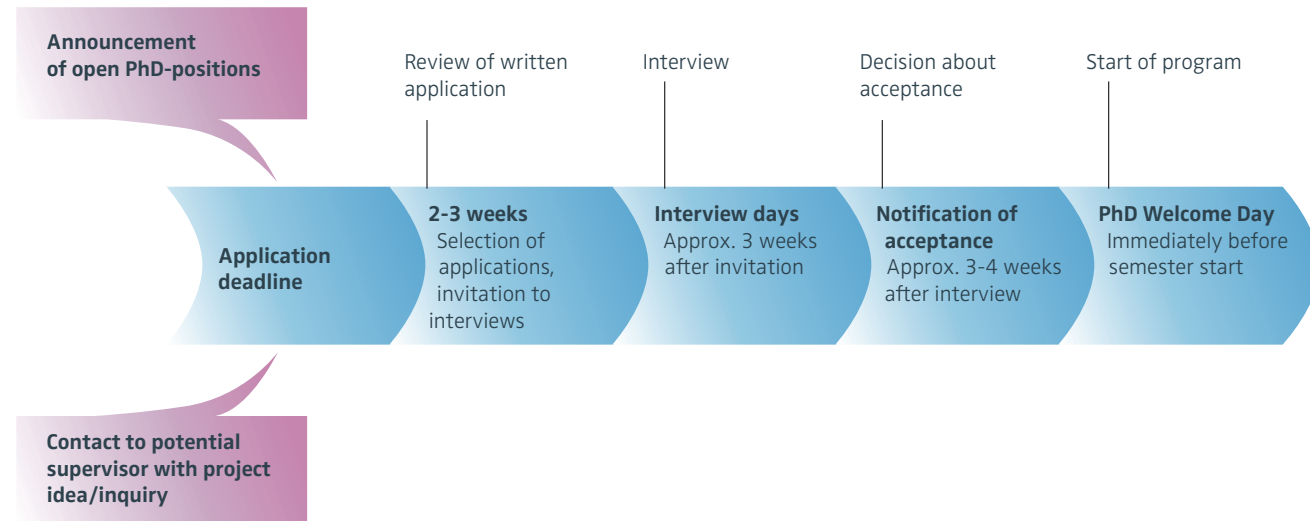 Announcement
of open PhD-positions
Review of written
application
Interview
Decision about
acceptance
Start of program
Application
deadline
2-3 weeks
Selection of
applications,
invitation to
interviews
Interview days
Approx. 3 weeks
after invitation
Notification of
acceptance
Approx. 3-4 weeks
after interview
PhD Welcome Day
Immediately before
semester start
Contact to potential
supervisor with project
idea/inquiry